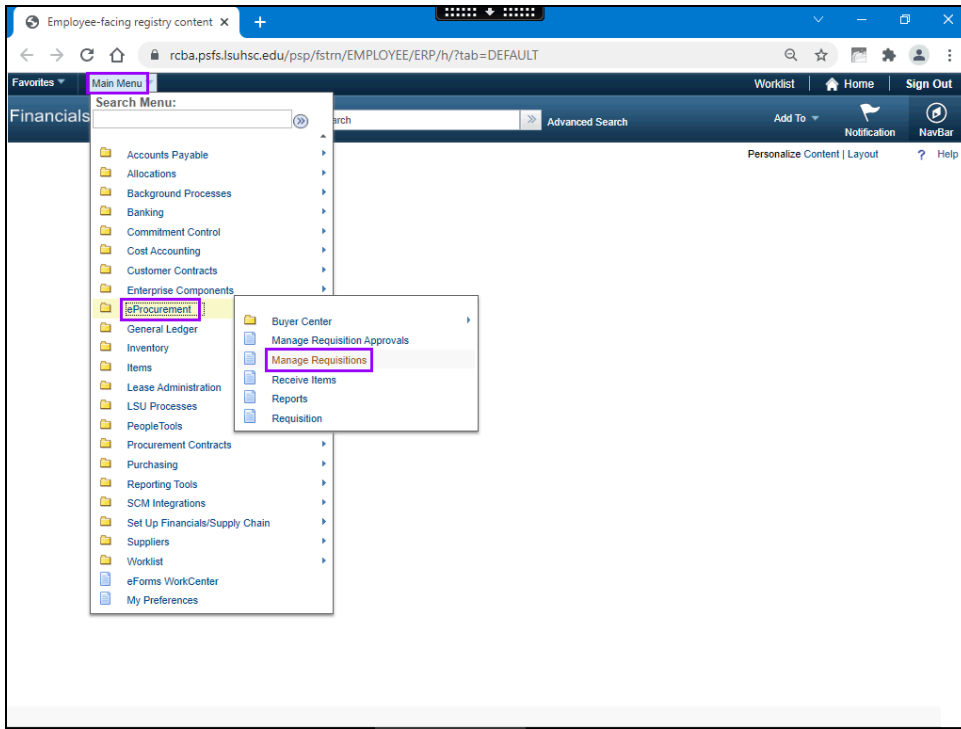 Employee-facing registry content
rcba.psfs.lsuhsc.edu/psp/fstrn/EMPLOYEE/ERP/h/?tab=DEFAULT
Favorites Main Menu Worklist Home Sign Out
Financials Search Menu: arch Advanced Search Add To Notification NavBar
Personalize Content | Layout ? Help
Accounts Payable
Allocations
Background Processes
Banking
Commitment Control
Cost Accounting
Customer Contracts
Enterprise Components
eProcurement
General Ledger
Inventory
Items
Lease Administration
LSU Processes
PeopleTools
Procurement Contracts
Purchasing
Reporting Tools
SCM Integrations
Set Up Financials/Supply Chain
Suppliers
Worklist
eForms WorkCenter
My Preferences
Buyer Center
Manage Requisition Approvals
Manage Requisitions
Receive Items
Reports
Requisition